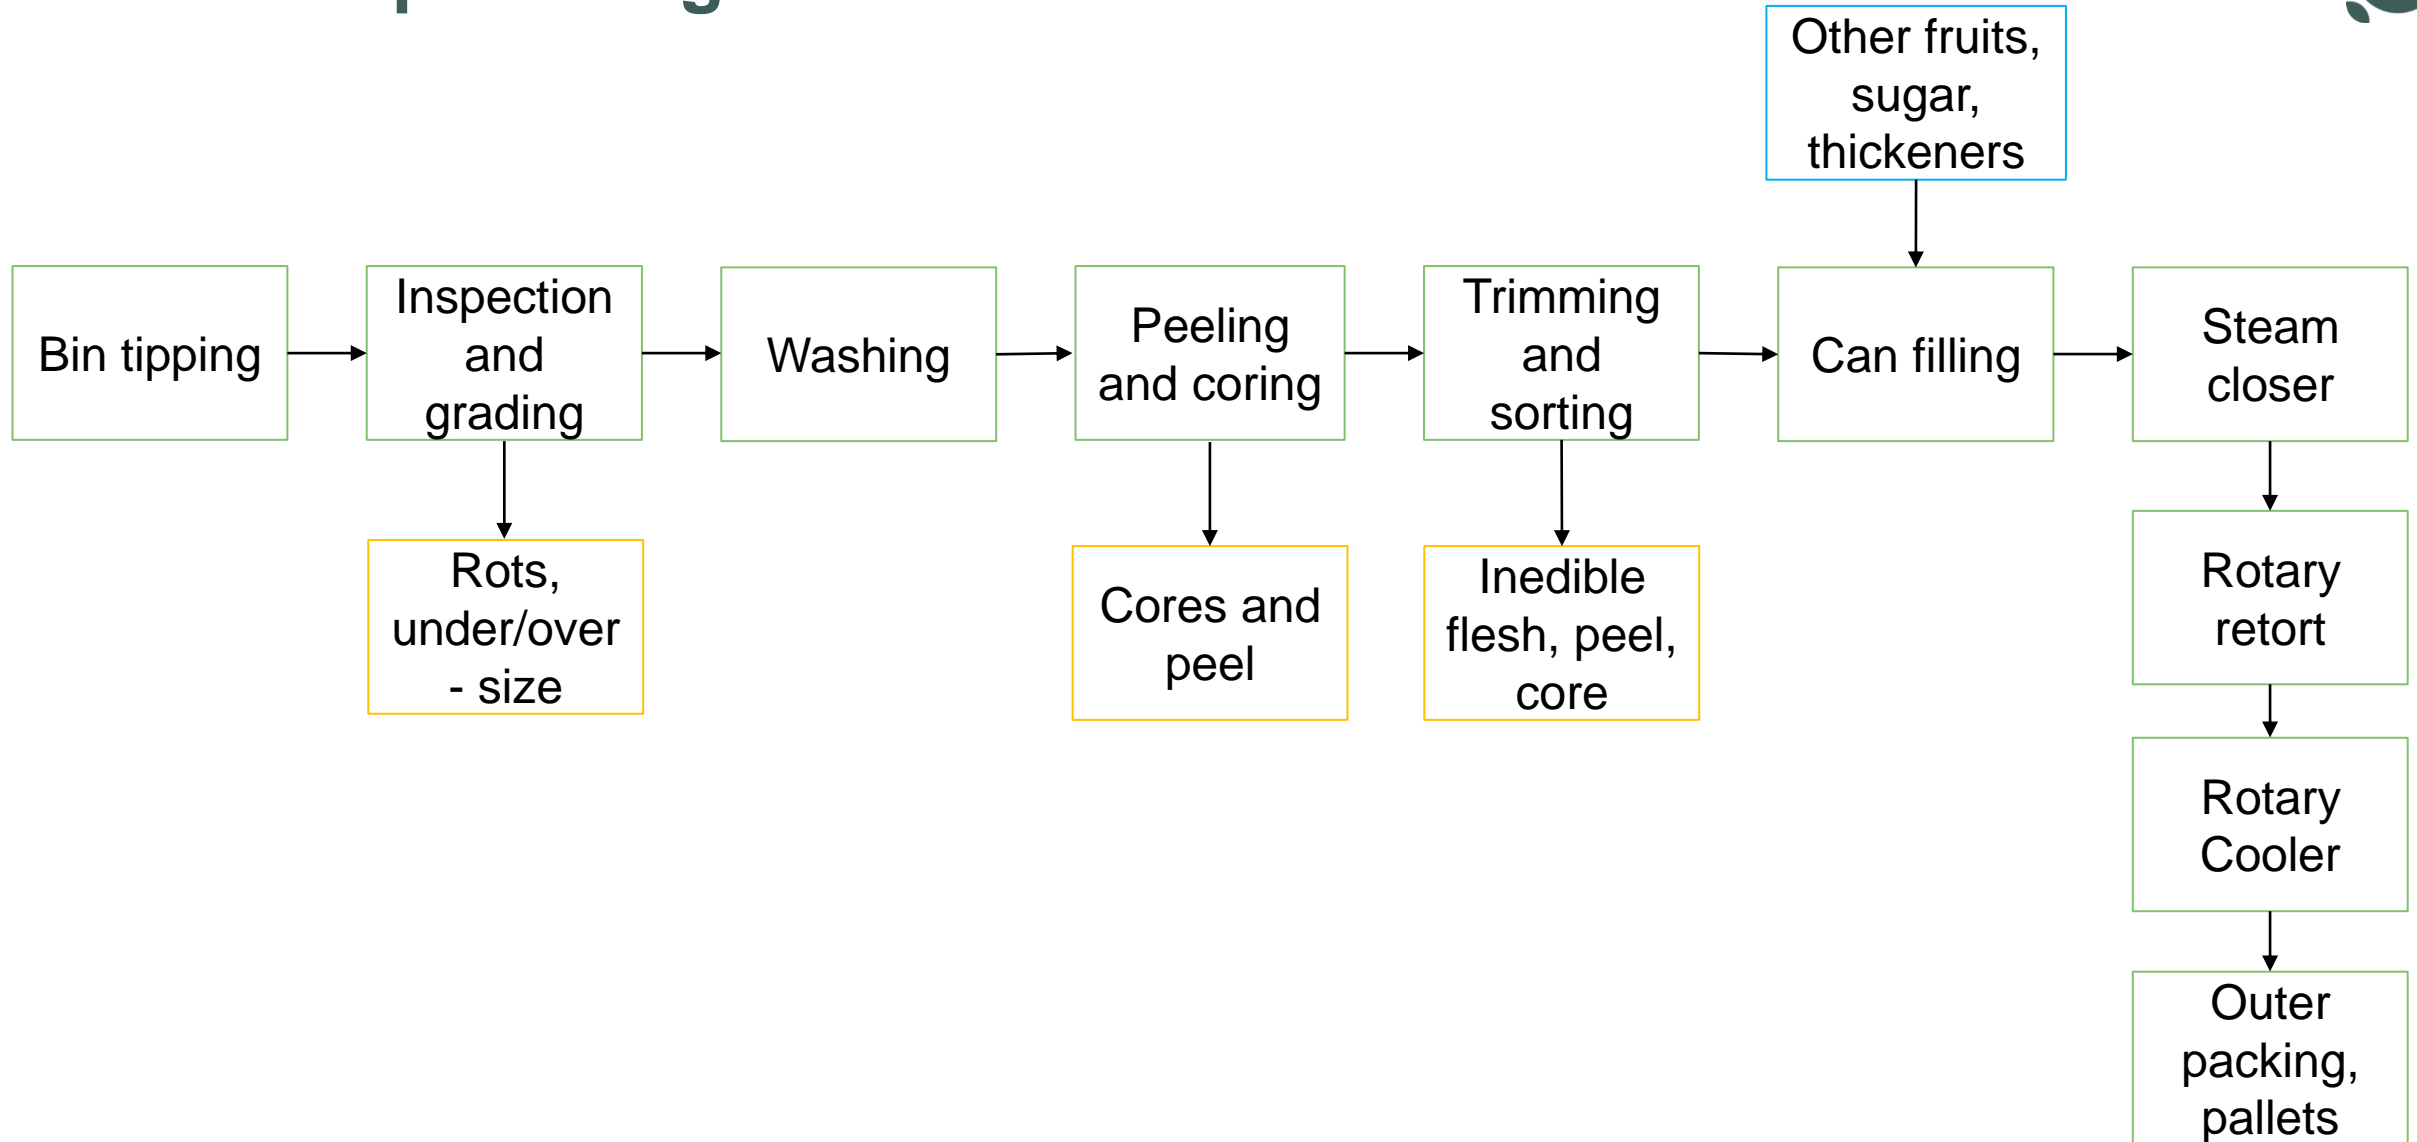 Other fruits,
sugar,
thickeners
Bin tipping
Inspection
and
grading
Washing
Peeling
and coring
Trimming
and
sorting
Can filling
Steam
closer
Rots,
under/over
- size
Cores and
peel
Inedible
flesh, peel,
core
Rotary
retort
Rotary
Cooler
Outer
packing,
pallets